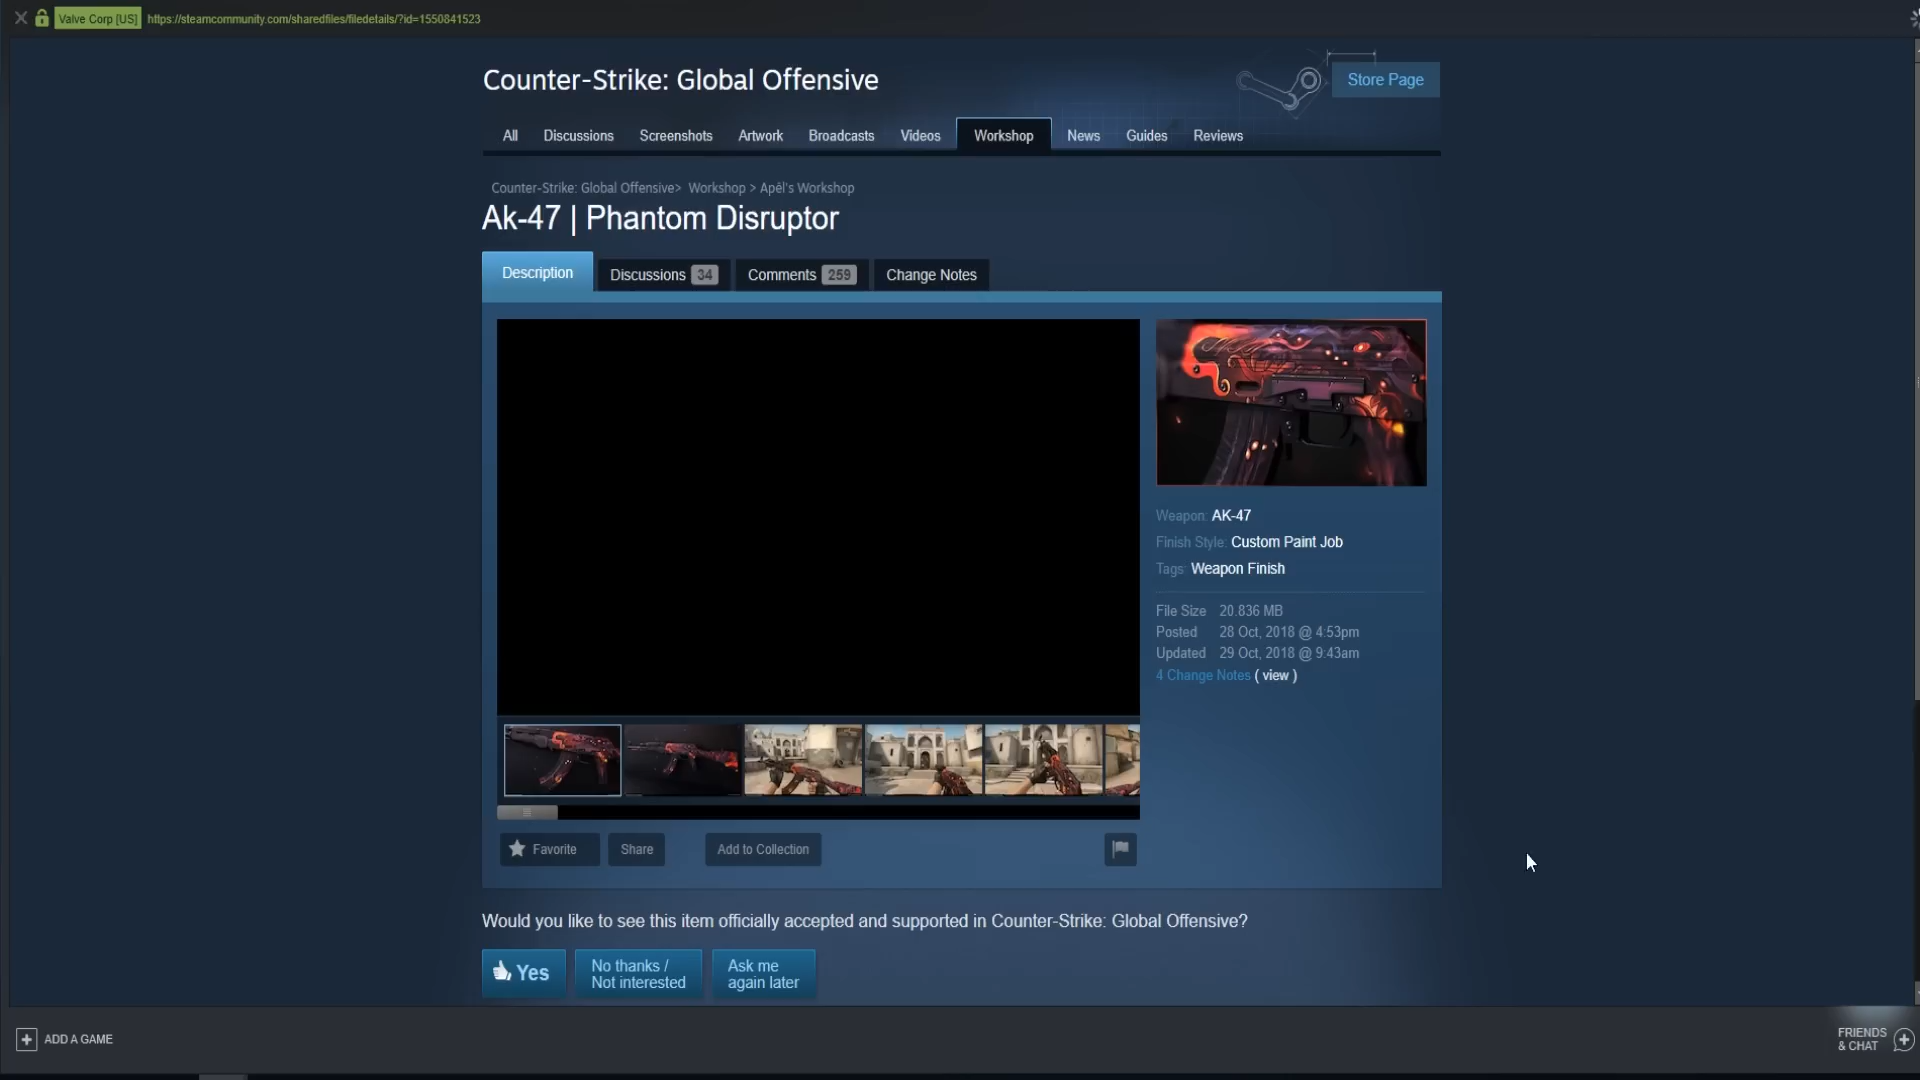 Valve Corp [US] https://steamcommunity.com/sharedfiles/filedetails/?id=1550841523
Counter-Strike: Global Offensive
Store Page
All Discussions Screenshots Artwork Broadcasts Videos Workshop News Guides Reviews
Counter-Strike: Global Offensive> Workshop > Apêl's Workshop
Ak-47 | Phantom Disruptor
Description Discussions 34 Comments 259 Change Notes
Weapon: AK-47
Finish Style: Custom Paint Job
Tags: Weapon Finish
File Size 20.836 MB
Posted 28 Oct, 2018 @ 4:53pm
Updated 29 Oct, 2018 @ 9:43am
4 Change Notes ( view )
Favorite Share Add to Collection
Would you like to see this item officially accepted and supported in Counter-Strike: Global Offensive?
Yes
No thanks /
Not interested
Ask me
again later
ADD A GAME
FRIENDS
& CHAT